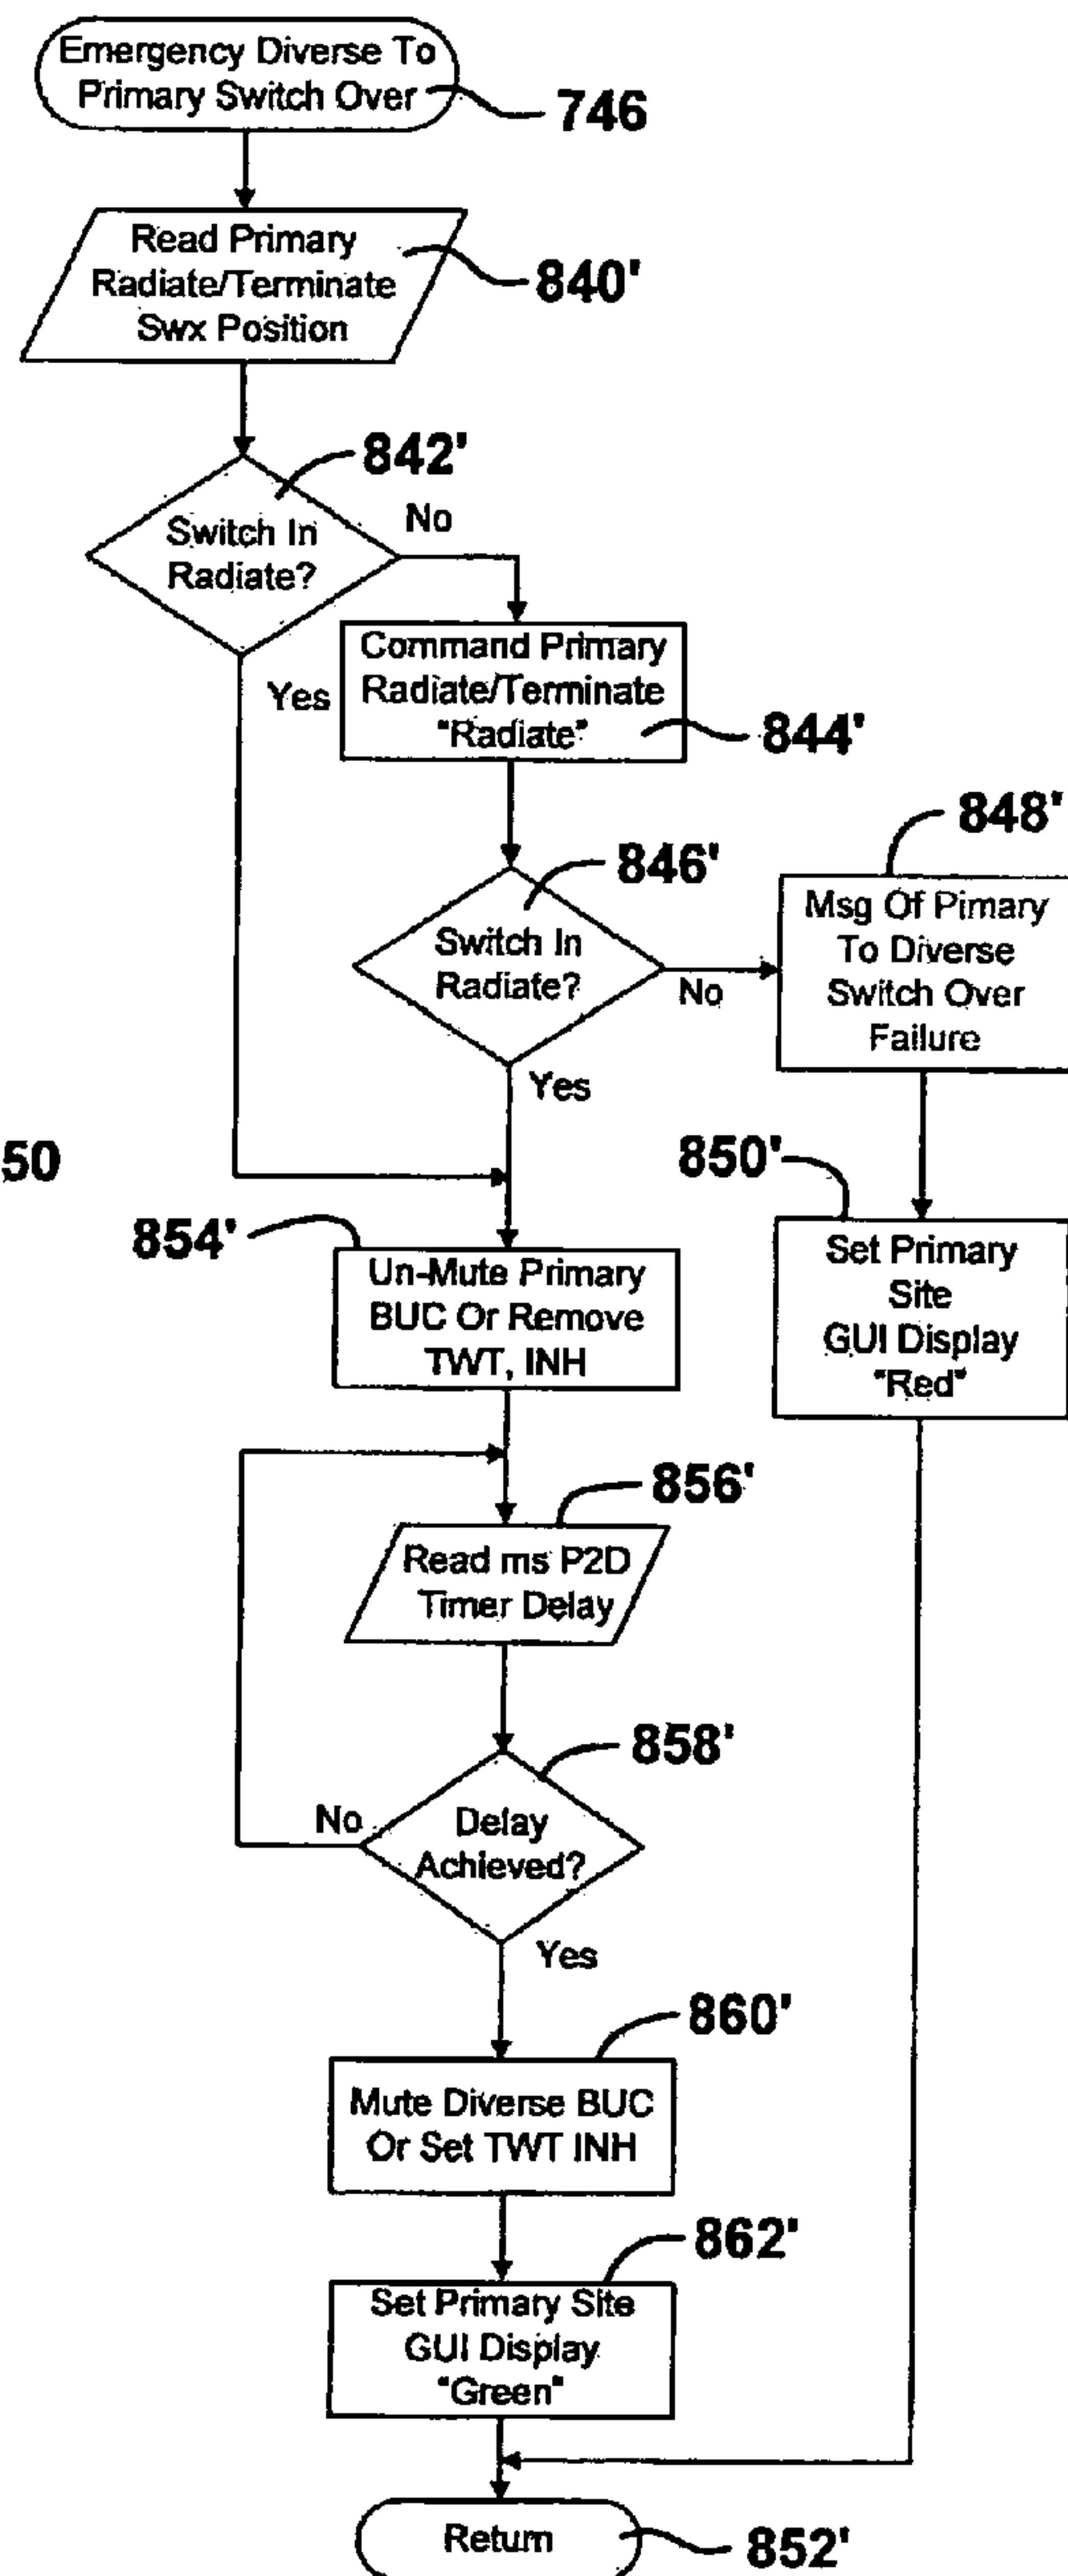 Emergency Diverse To
Primary Switch Over
746
Read Primary
Radiate/Terminate
Swx Position
840'
842'
Switch In
Radiate?
No
Yes
Command Primary
Radiate/Terminate
"Radiate"
844'
846'
Switch In
Radiate?
No
Yes
848'
Msg Of Pimary
To Diverse
Switch Over
Failure
50
850'
Set Primary
Site
GUI Display
"Red"
854'
Un-Mute Primary
BUC Or Remove
TWT, INH
856'
Read ms P2D
Timer Delay
858'
Delay
Achieved?
No
Yes
860'
Mute Diverse BUC
Or Set TWT INH
862'
Set Primary Site
GUI Display
"Green"
Return
852'